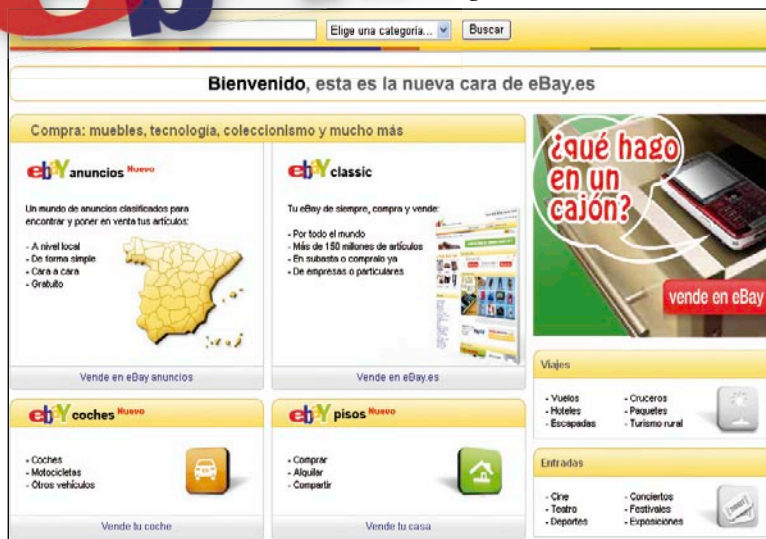 Elige una categoría...
Buscar
Bienvenido, esta es la nueva cara de eBay.es
Compra: muebles, tecnología, coleccionismo y mucho más
ebaY anuncios Nuevo
Un mundo de anuncios clasificados para
encontrar y poner en venta tus artículos:
- A nivel local
- De forma simple
- Cara a cara
- Gratuito
Vende en eBay anuncios
ebaY classic
Tu eBay de siempre, compra y vende:
- Por todo el mundo
- Más de 150 millones de artículos
- En subasta o compralo ya
- De empresas o particulares
Vende en eBay.es
¿qué hago
en un
cajón?
vende en eBay
ebaY coches Nuevo
- Coches
- Motocicletas
- Otros vehículos
Vende tu coche
ebaY pisos Nuevo
- Comprar
- Alquilar
- Compartir
Vende tu casa
Viajes
- Vuelos
- Hoteles
- Escapadas
- Cruceros
- Paquetes
- Turismo rural
Entradas
- Cine
- Teatro
- Deportes
- Conciertos
- Festivales
- Exposiciones